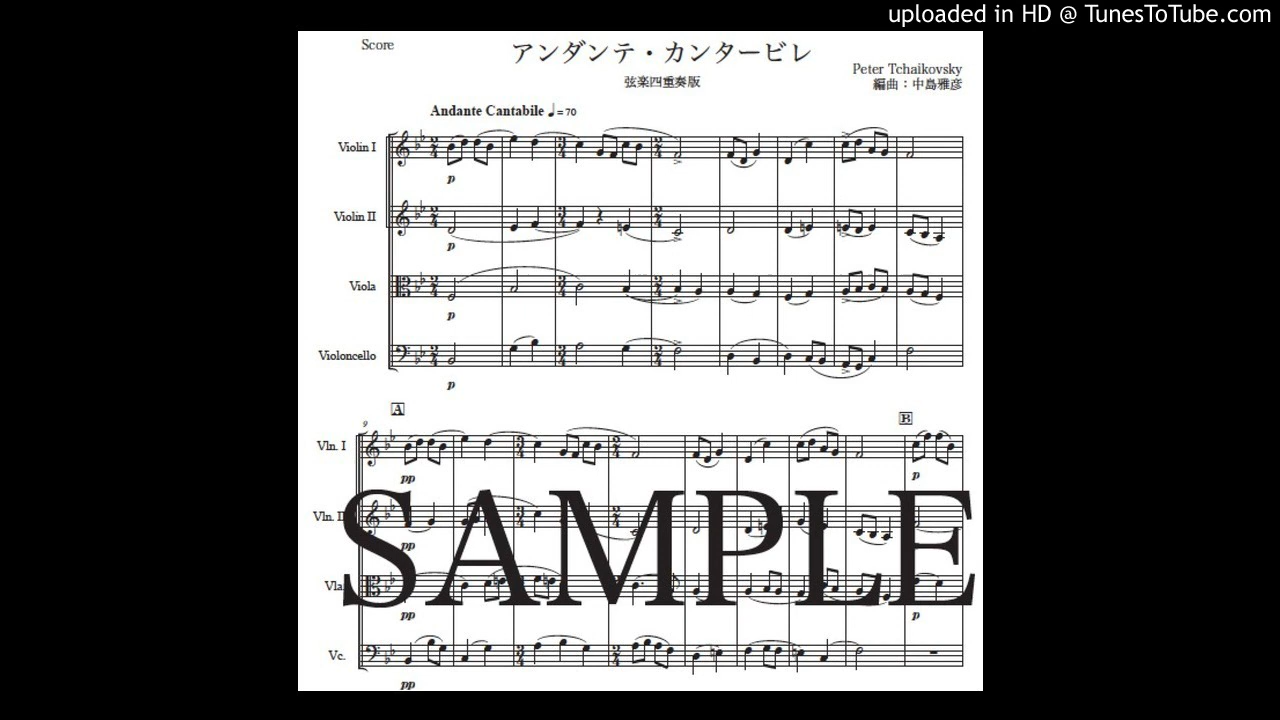 uploaded in HD @ TunesToTube.com
Score
アンダンテ・カンタービレ
弦楽四重奏版
Peter Tchaikovsky
編曲：中島雅彦
Andante Cantabile ♩=70
Violin I
p
Violin II
p
Viola
p
Violoncello
p
A
B
9
Vln. I
pp
p
Vln. II
pp
Vla.
pp
p
Vc.
pp
SAMPLE